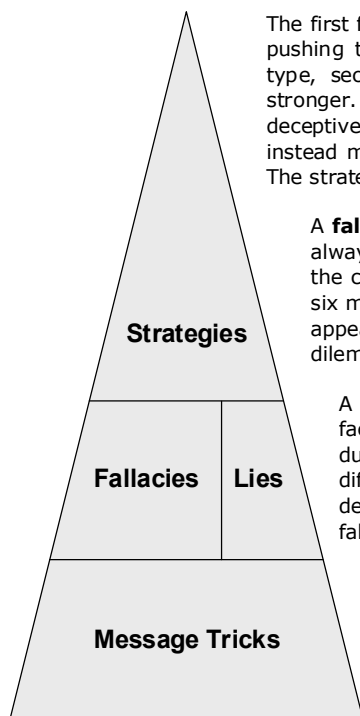 The first f
pushing t
type, sec
stronger.
deceptive
instead m
The strate
A fal
alway
the c
six m
appea
dilem
A
fac
du
dif
de
fal
Strategies
Fallacies Lies
Message Tricks